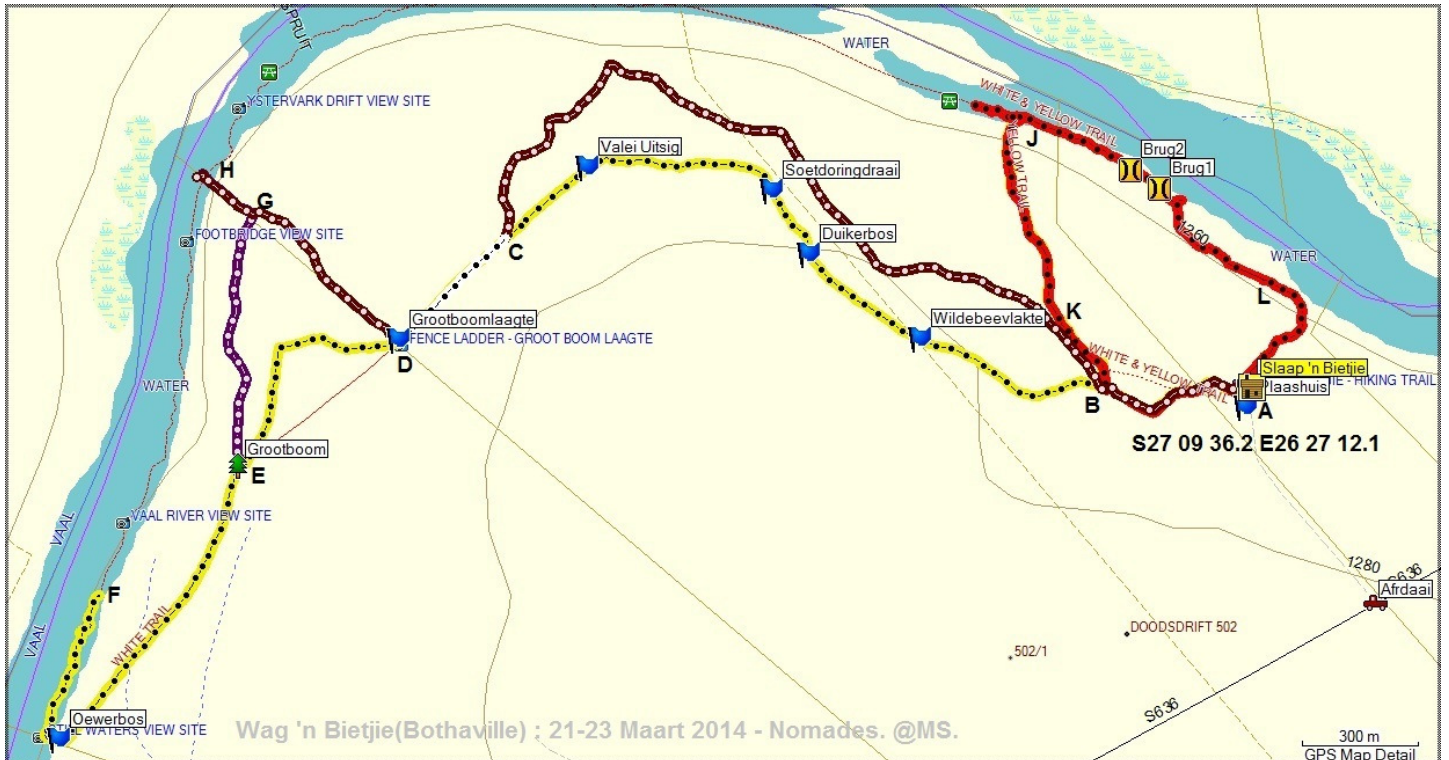 SPRUIT
WATER
YSTERVARK DRIFT VIEW SITE
WHITE & YELLOW TRAIL
J
Brug2
Brug1
Valei Uitsig
YELLOW TRAIL
Soetdoringdraai
H
G
FOOTBRIDGE VIEW SITE
C
Duikerbos
1260
WATER
L
Grootboomlaagte
FENCE LADDER - GROOT BOOM LAAGTE
D
Wildebeevlakte
K
WHITE & YELLOW TRAIL
Slaap 'n Bietjie
Plaashuis
HIKING TRAIL
WATER
B
A
S27 09 36.2 E26 27 12.1
Grootboom
E
VAAL RIVER VIEW SITE
VAAL
F
1280
S636
Afrdaai
WHITE TRAIL
DOODSDRIFT 502
502/1
VAAL
S636
Oewerbos
WATERS VIEW SITE
Wag 'n Bietjie(Bothaville) : 21-23 Maart 2014 - Nomades. @MS.
300 m
GPS Map Detail